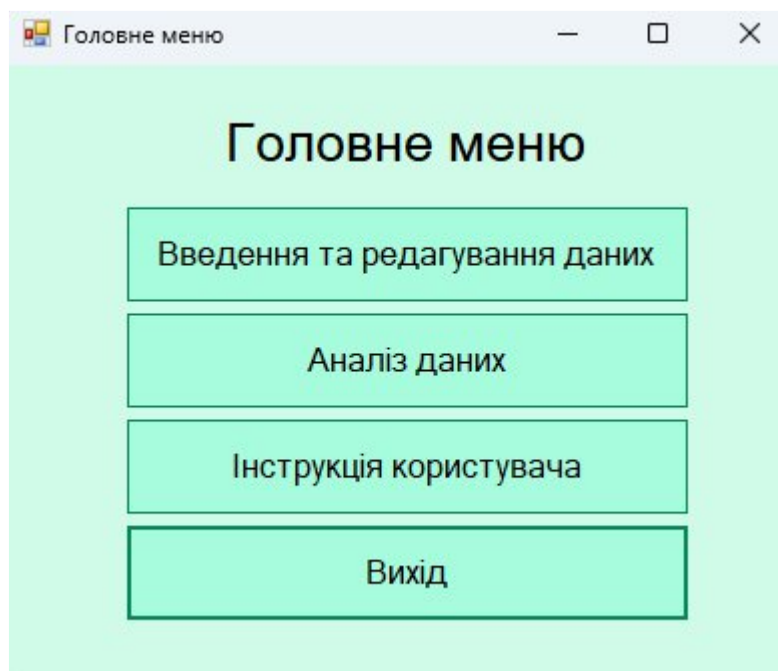 Головне меню
Головне меню
Введення та редагування даних
Аналіз даних
Інструкція користувача
Вихід